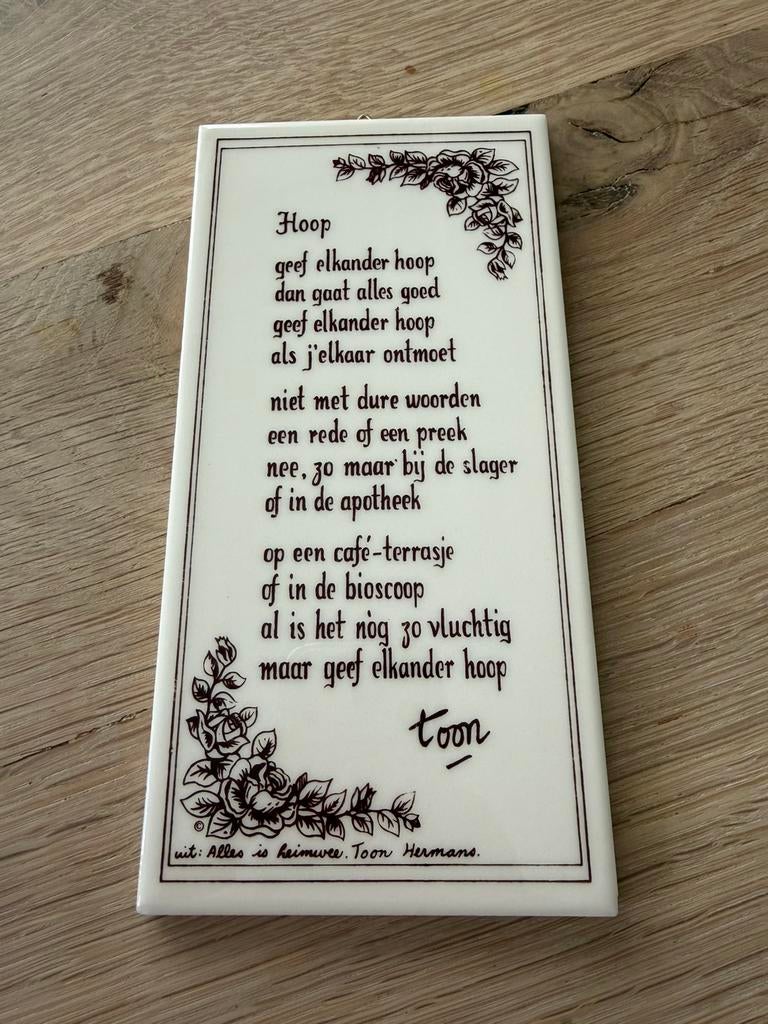 Hoop
geef elkander hoop
dan gaat alles goed
geef elkander hoop
als j'elkaar ontmoet
niet met dure woorden
een rede of een preek
nee, zo maar bij de slager
of in de apotheek
op een café-terrasje
of in de bioscoop
al is het nòg zo vluchtig
maar geef elkander hoop
toon
©
uit: Alles is heimwee. Toon Hermans.